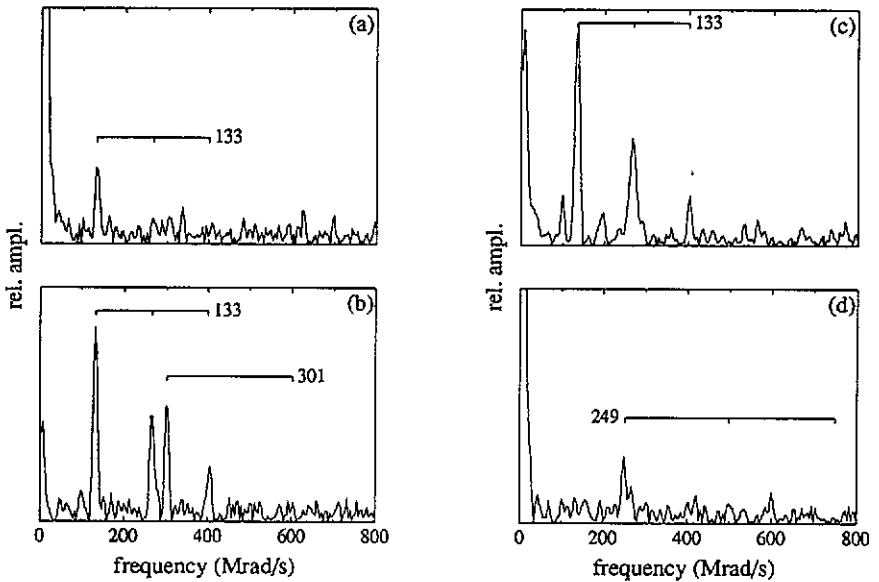 (a)
133
(b)
133
301
rel. ampl.
0 200 400 600 800
frequency (Mrad/s)
(c)
133
(d)
249
rel. ampl.
0 200 400 600 800
frequency (Mrad/s)